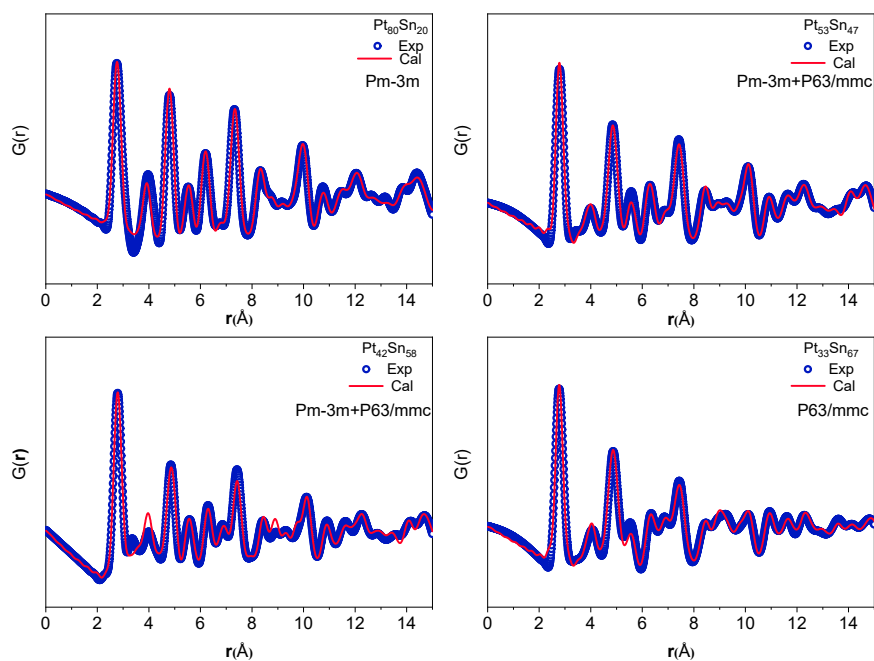 Pt80Sn20
Exp
Cal
Pm-3m
G(r)
0 2 4 6 8 10 12 14
r(Å)
Pt53Sn47
Exp
Cal
Pm-3m+P63/mmc
G(r)
0 2 4 6 8 10 12 14
r(Å)
Pt42Sn58
Exp
Cal
Pm-3m+P63/mmc
G(r)
0 2 4 6 8 10 12 14
r(Å)
Pt33Sn67
Exp
Cal
P63/mmc
G(r)
0 2 4 6 8 10 12 14
r(Å)